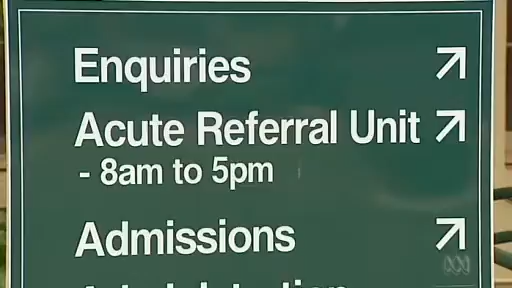 Enquiries
Acute Referral Unit
- 8am to 5pm
Admissions